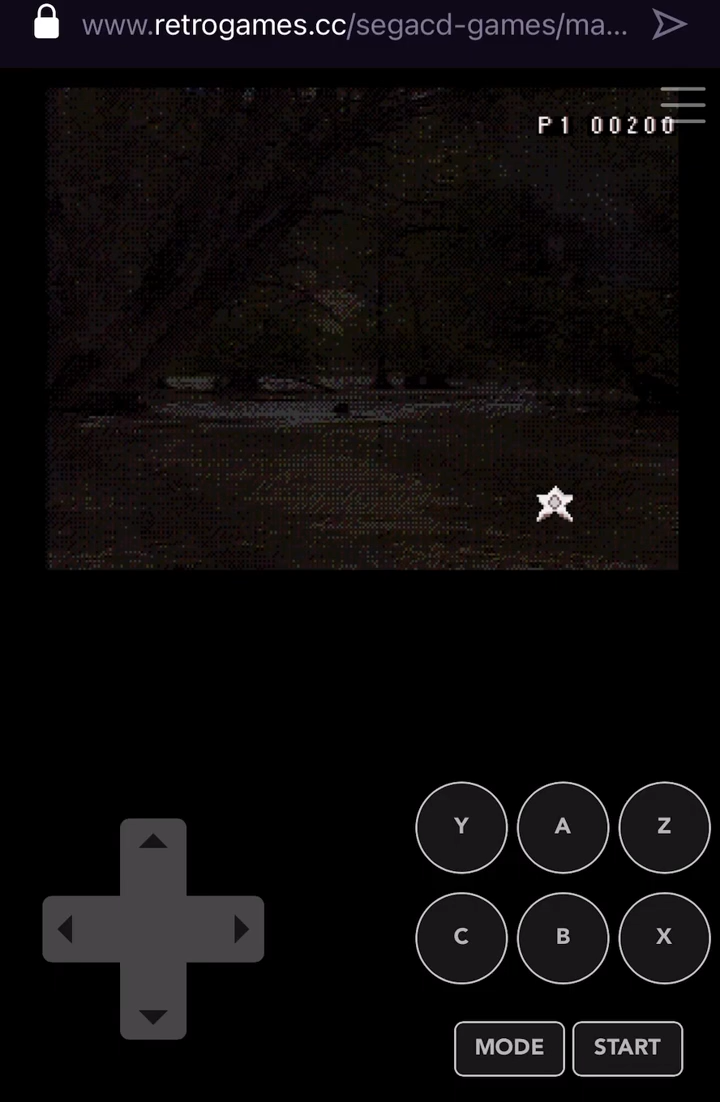 www.retrogames.cc/segacd-games/ma...
P1 00200
Y A Z
C B X
MODE START